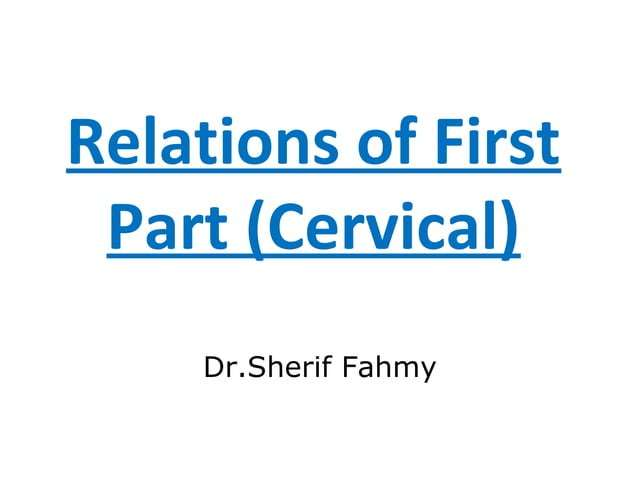 Relations of First
Part (Cervical)
Dr.Sherif Fahmy